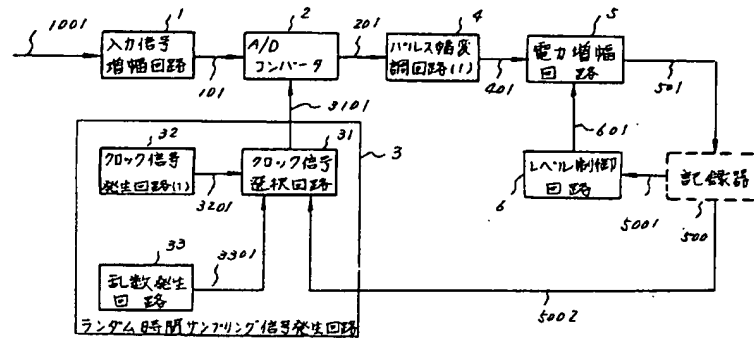 1001
1
入力信号
増幅回路
101
2
A/D
コンバータ
201
4
パルス幅変
調回路(1)
401
5
電力増幅
回路
501
3101
601
32
クロック信号
発生回路(1)
3201
31
クロック信号
選択回路
3
レベル制御
回路
6
5001
記録器
500
33
乱数発生
回路
3301
5002
ランダム時間サンプリング信号発生回路